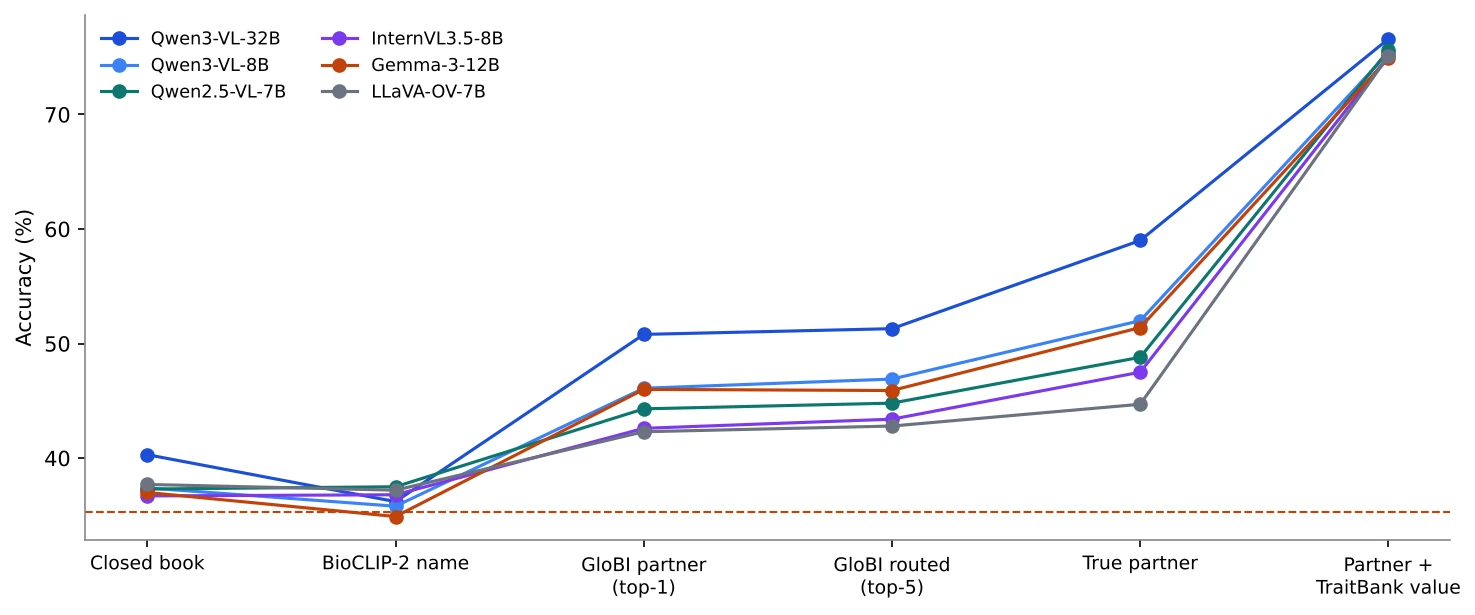 Qwen3-VL-32B
Qwen3-VL-8B
Qwen2.5-VL-7B
InternVL3.5-8B
Gemma-3-12B
LLaVA-OV-7B
Accuracy (%)
70
60
50
40
Closed book
BioCLIP-2 name
GloBI partner
(top-1)
GloBI routed
(top-5)
True partner
Partner +
TraitBank value